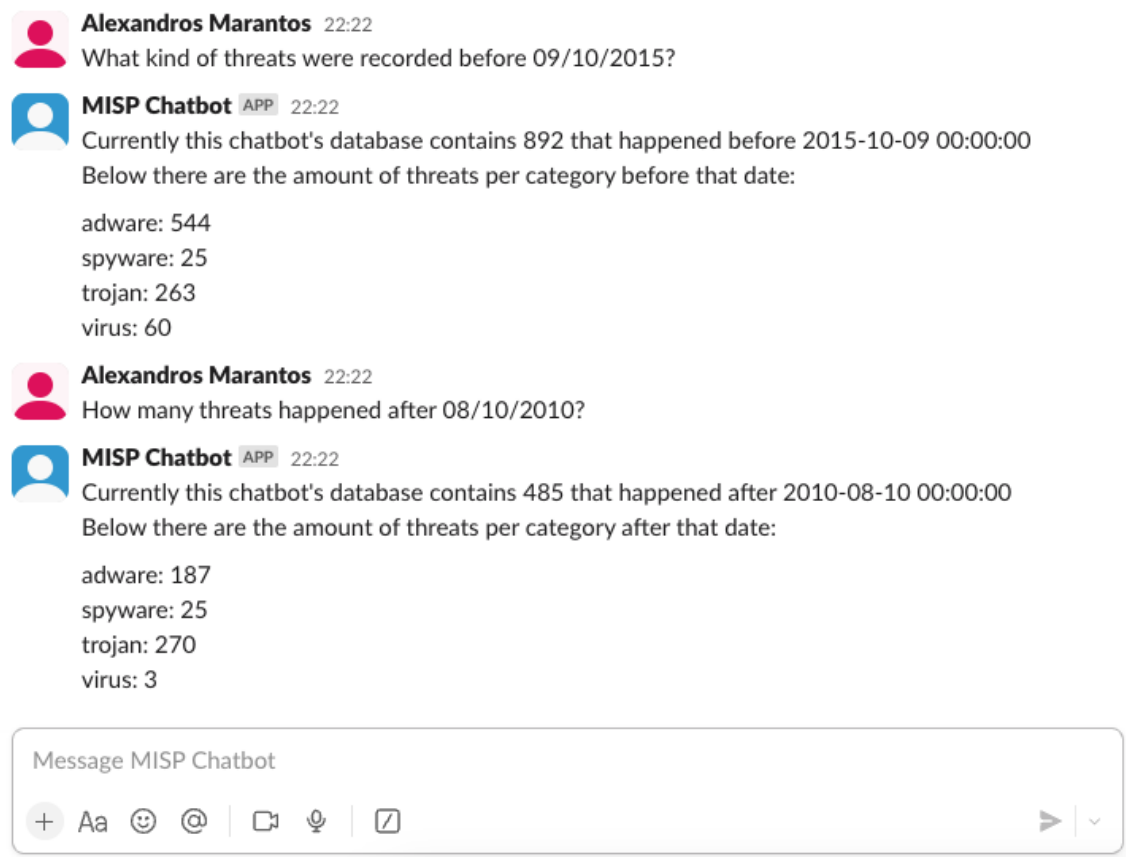 Alexandros Marantos 22:22
What kind of threats were recorded before 09/10/2015?
MISP Chatbot APP 22:22
Currently this chatbot's database contains 892 that happened before 2015-10-09 00:00:00
Below there are the amount of threats per category before that date:
adware: 544
spyware: 25
trojan: 263
virus: 60
Alexandros Marantos 22:22
How many threats happened after 08/10/2010?
MISP Chatbot APP 22:22
Currently this chatbot's database contains 485 that happened after 2010-08-10 00:00:00
Below there are the amount of threats per category after that date:
adware: 187
spyware: 25
trojan: 270
virus: 3
Message MISP Chatbot
Aa